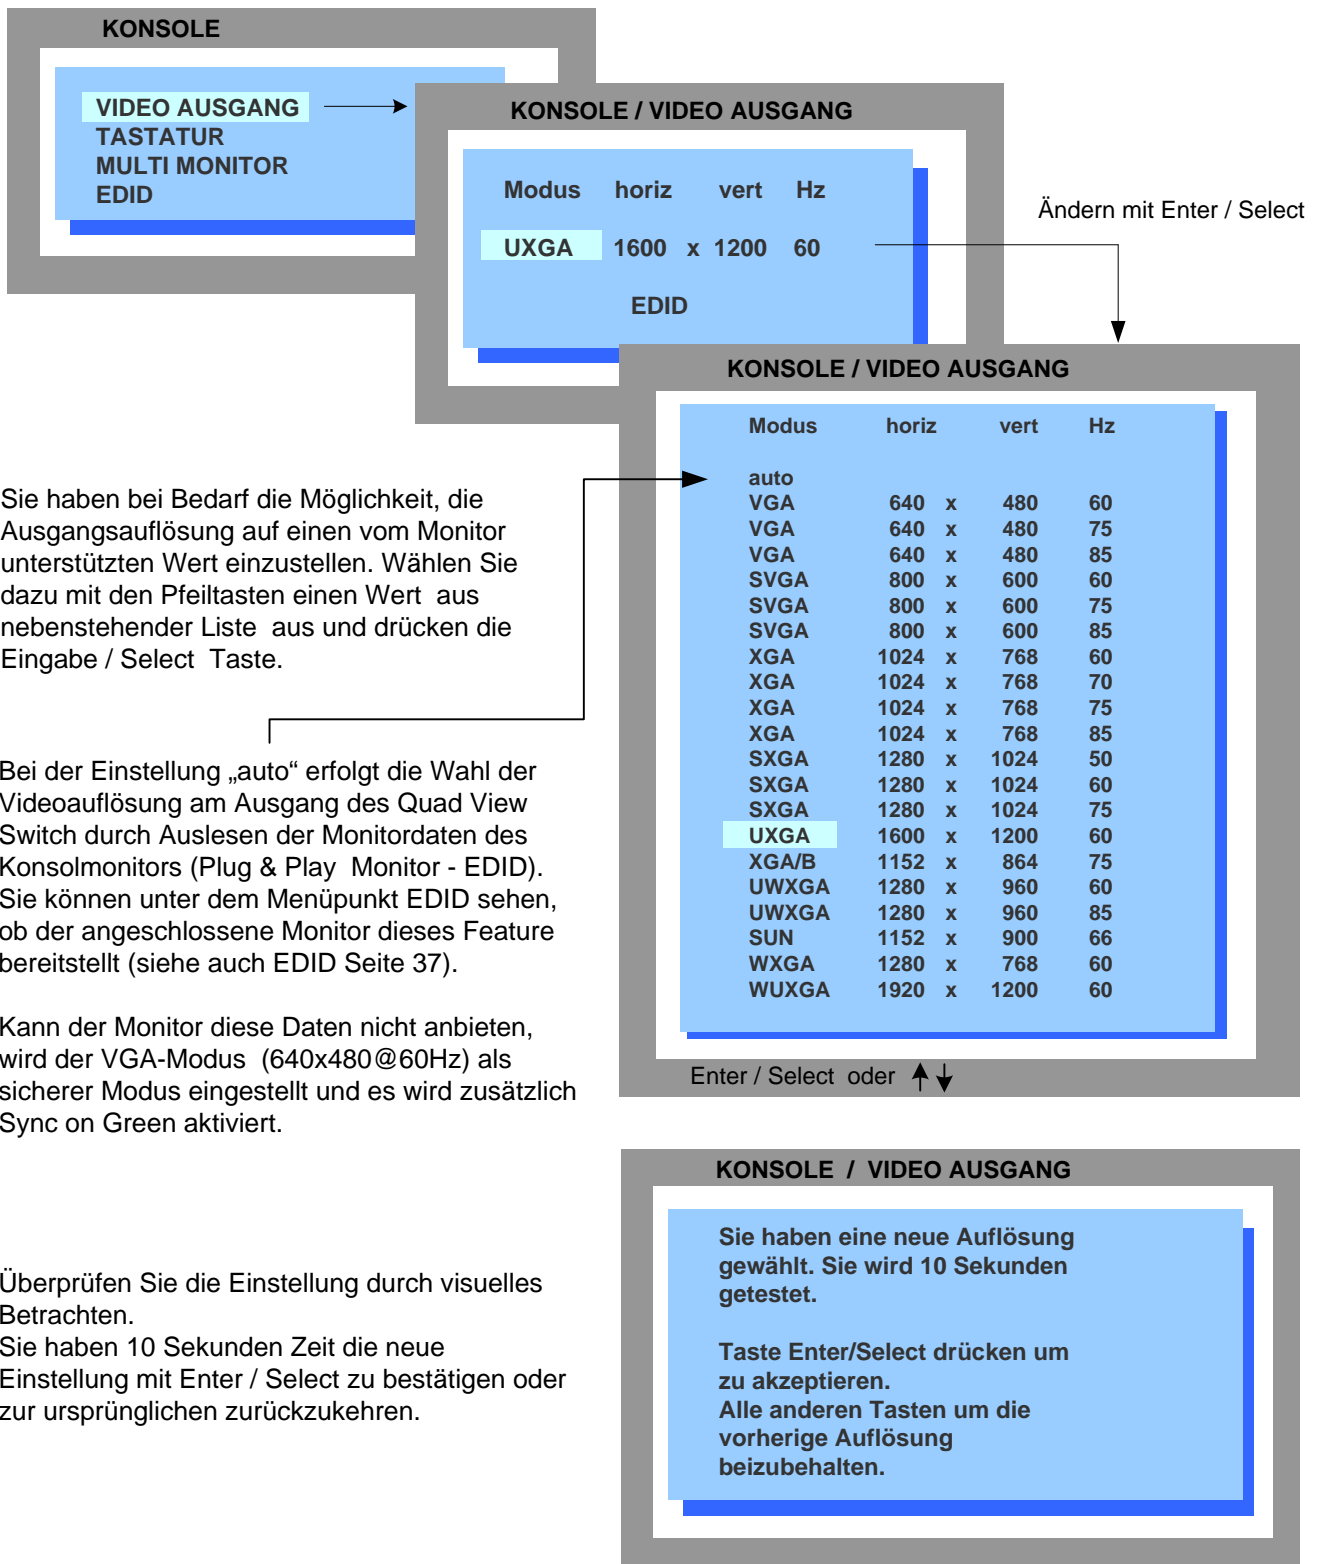 KONSOLE
VIDEO AUSGANG
TASTATUR
MULTI MONITOR
EDID
KONSOLE / VIDEO AUSGANG
Modus horiz vert Hz
UXGA 1600 x 1200 60
EDID
Ändern mit Enter / Select
KONSOLE / VIDEO AUSGANG
Modus horiz vert Hz
auto
VGA 640 x 480 60
VGA 640 x 480 75
VGA 640 x 480 85
SVGA 800 x 600 60
SVGA 800 x 600 75
SVGA 800 x 600 85
XGA 1024 x 768 60
XGA 1024 x 768 70
XGA 1024 x 768 75
XGA 1024 x 768 85
SXGA 1280 x 1024 50
SXGA 1280 x 1024 60
SXGA 1280 x 1024 75
UXGA 1600 x 1200 60
XGA/B 1152 x 864 75
UWXGA 1280 x 960 60
UWXGA 1280 x 960 85
SUN 1152 x 900 66
WXGA 1280 x 768 60
WUXGA 1920 x 1200 60
Enter / Select oder
Sie haben bei Bedarf die Möglichkeit, die
Ausgangsauflösung auf einen vom Monitor
unterstützten Wert einzustellen. Wählen Sie
dazu mit den Pfeiltasten einen Wert aus
nebenstehender Liste aus und drücken die
Eingabe / Select Taste.
Bei der Einstellung „auto“ erfolgt die Wahl der
Videoauflösung am Ausgang des Quad View
Switch durch Auslesen der Monitordaten des
Konsolmonitors (Plug & Play Monitor - EDID).
Sie können unter dem Menüpunkt EDID sehen,
ob der angeschlossene Monitor dieses Feature
bereitstellt (siehe auch EDID Seite 37).
Kann der Monitor diese Daten nicht anbieten,
wird der VGA-Modus (640x480@60Hz) als
sicherer Modus eingestellt und es wird zusätzlich
Sync on Green aktiviert.
Überprüfen Sie die Einstellung durch visuelles
Betrachten.
Sie haben 10 Sekunden Zeit die neue
Einstellung mit Enter / Select zu bestätigen oder
zur ursprünglichen zurückzukehren.
KONSOLE / VIDEO AUSGANG
Sie haben eine neue Auflösung
gewählt. Sie wird 10 Sekunden
getestet.
Taste Enter/Select drücken um
zu akzeptieren.
Alle anderen Tasten um die
vorherige Auflösung
beizubehalten.